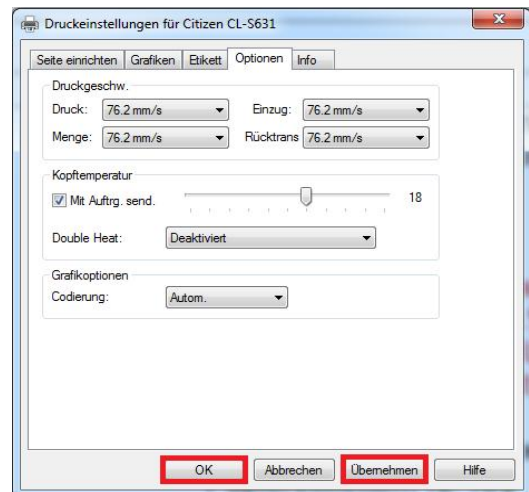 Druckeinstellungen für Citizen CL-S631
Seite einrichten Grafiken Etikett Optionen Info
Druckgeschw.
Druck: 76.2 mm/s Einzug: 76.2 mm/s
Menge: 76.2 mm/s Rücktrans 76.2 mm/s
Kopftemperatur
Mit Auftrg. send. 18
Double Heat: Deaktiviert
Grafikoptionen
Codierung: Autom.
OK Abbrechen Übernehmen Hilfe